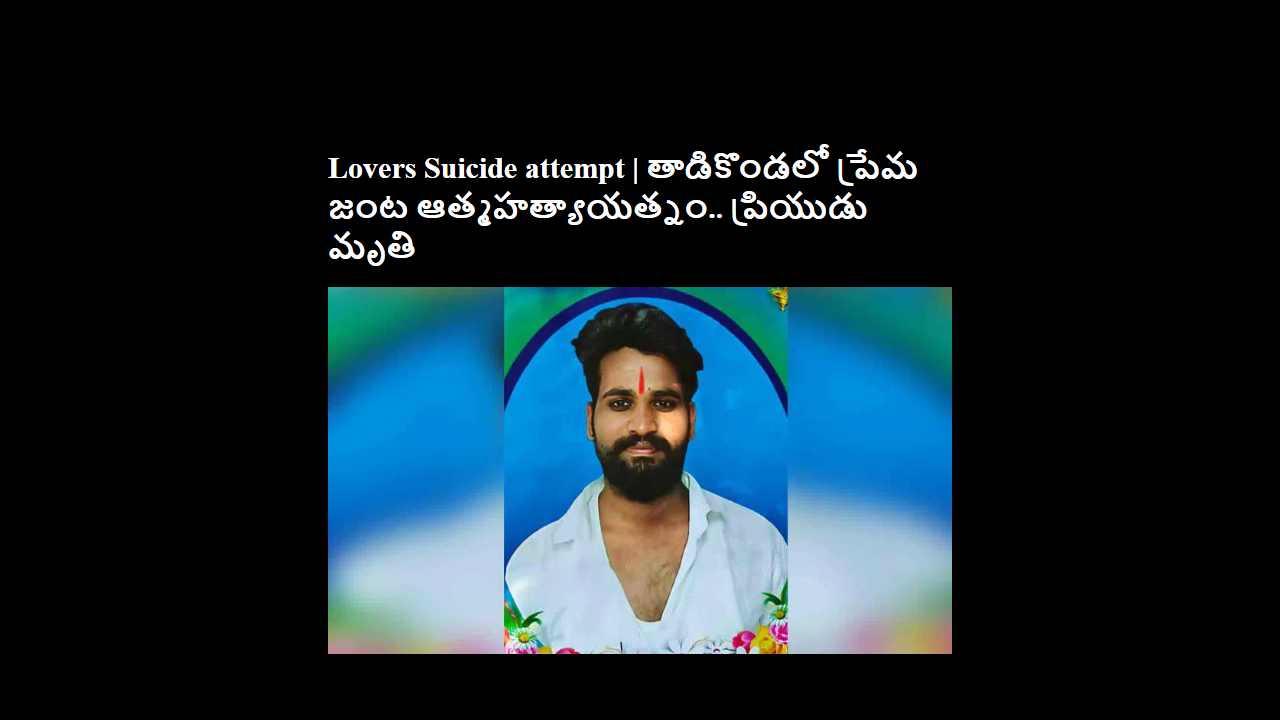 Lovers Suicide attempt | తాడికొండలో ప్రేమ
జంట ఆత్మహత్యాయత్నం.. ప్రియుడు
మృతి